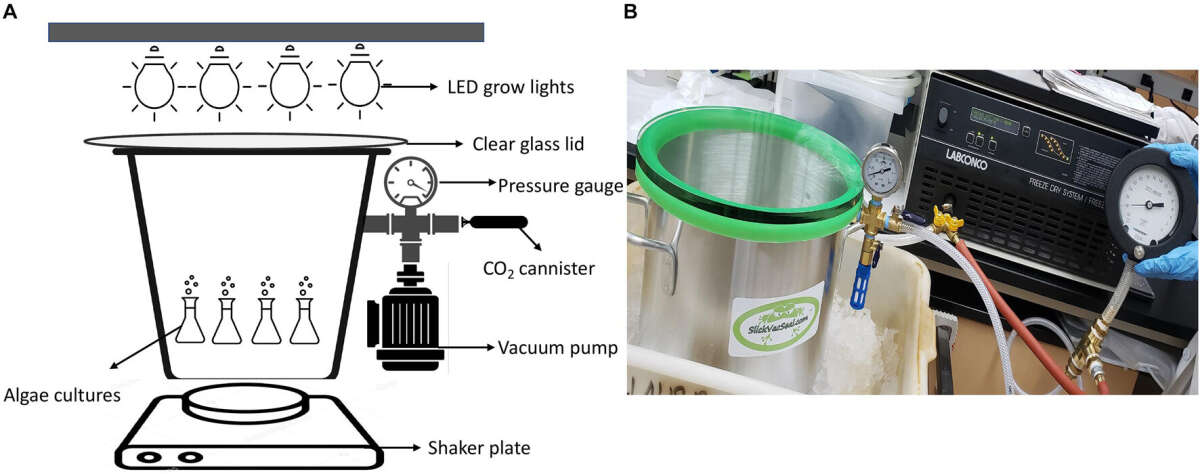 A
LED grow lights
Clear glass lid
Pressure gauge
CO₂ cannister
Vacuum pump
Algae cultures
Shaker plate
B
LABCONCO
FREEZE DRY SYSTEM / FREEZ
SlickVacSeal.com